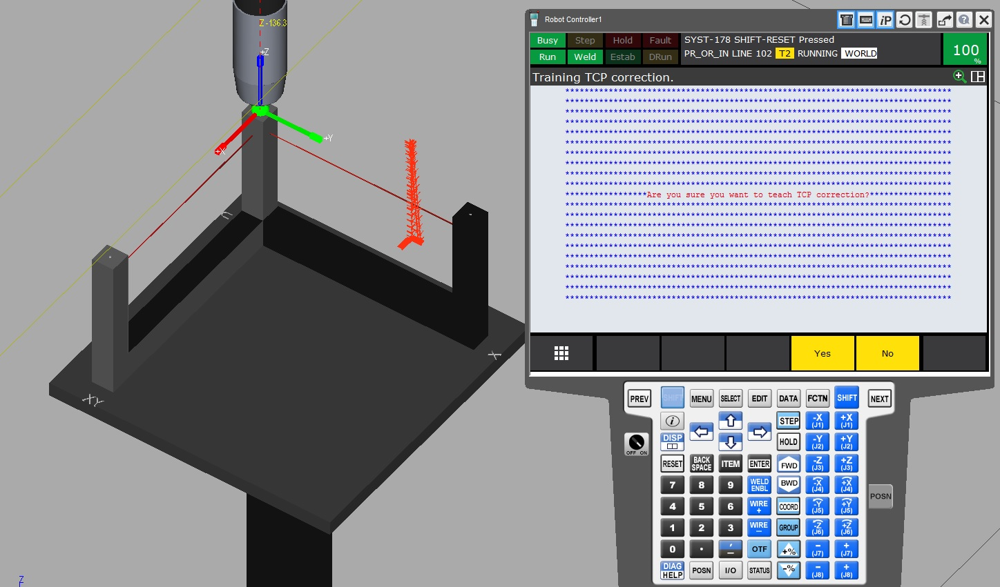 Z -136.3
+Z
+X
+Y
X
XY
Z
Robot Controller1
iP
Busy Step Hold Fault
Run Weld Estab DRun
SYST-178 SHIFT-RESET Pressed
PR_OR_IN LINE 102 T2 RUNNING WORLD
100
%
Training TCP correction.
Are you sure you want to teach TCP correction?
Yes No
PREV SHIFT MENU SELECT EDIT DATA FCTN SHIFT NEXT
i STEP -X (J1) +X (J1)
OFF ON DISP HOLD -Y (J2) +Y (J2)
RESET BACK SPACE ITEM ENTER FWD -Z (J3) +Z (J3)
7 8 9 WELD ENBL BWD -X (J4) +X (J4)
POSN
4 5 6 WIRE + COORD -Y (J5) +Y (J5)
1 2 3 WIRE - GROUP -Z (J6) +Z (J6)
0 . , - OTF +% - (J7) + (J7)
DIAG HELP POSN I/O STATUS -% - (J8) + (J8)